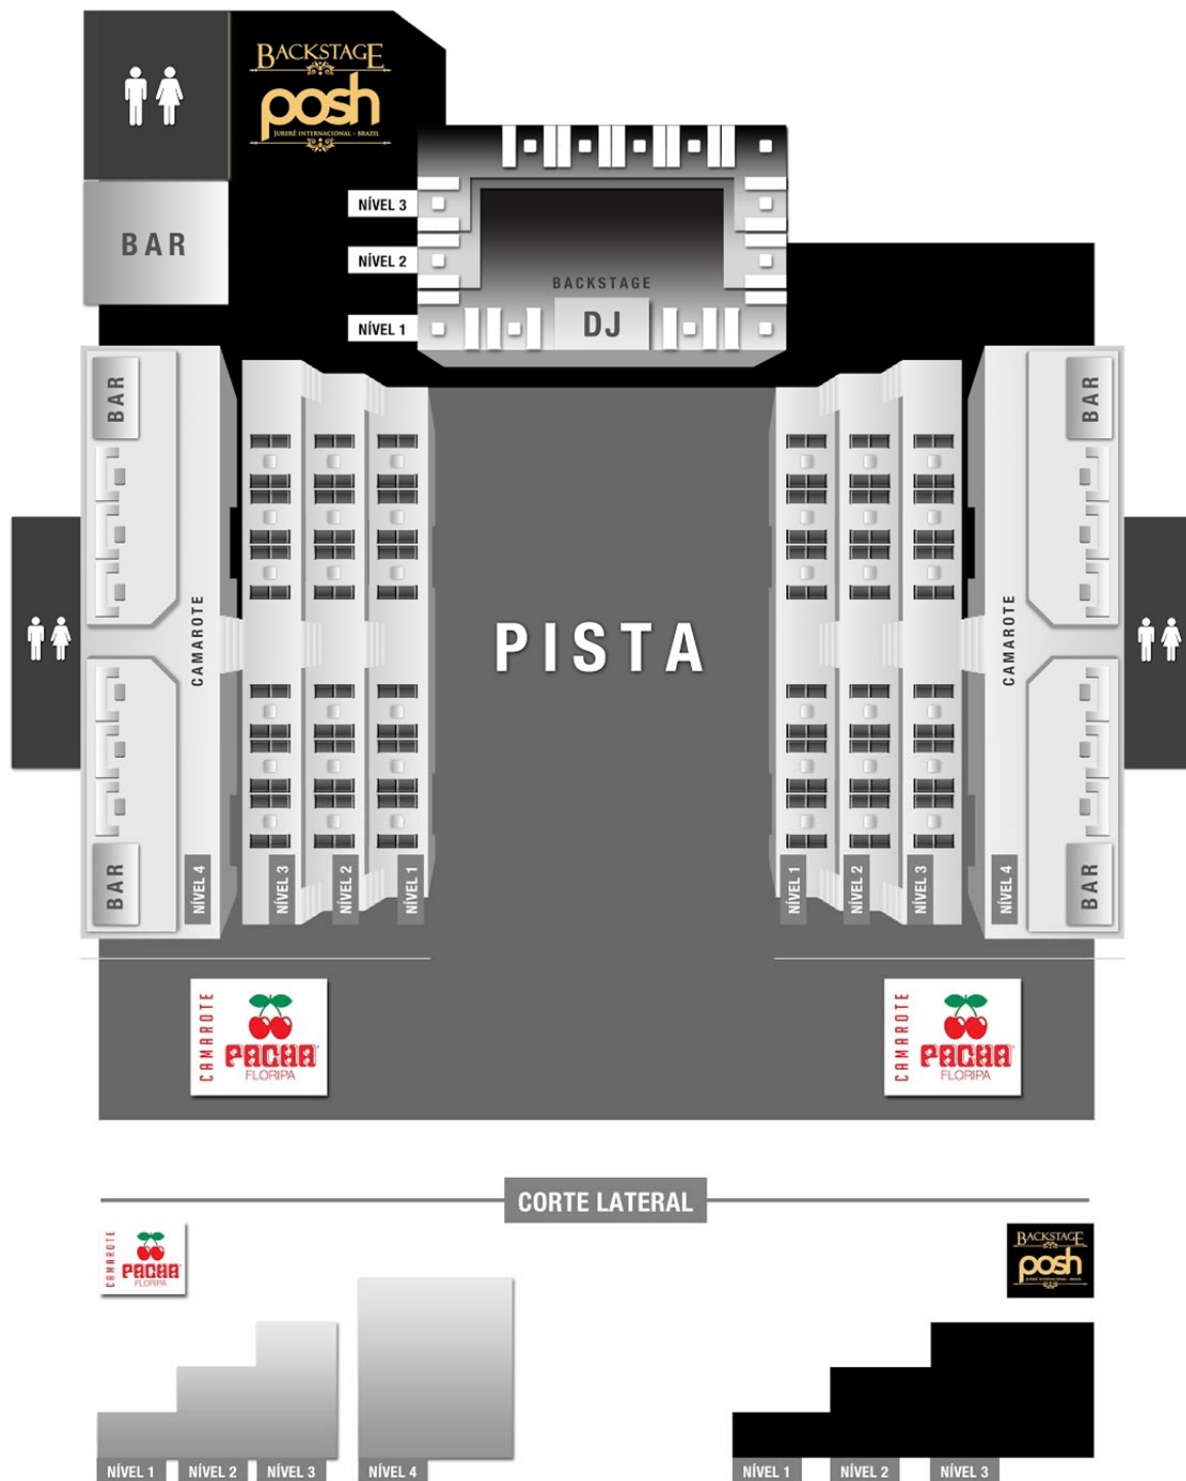 BACKSTAGE
posh
JURERÊ INTERNACIONAL - BRAZIL
BAR
NÍVEL 3
NÍVEL 2
NÍVEL 1
BACKSTAGE
DJ
BAR
BAR
CAMAROTE
CAMAROTE
PISTA
BAR
NÍVEL 4
NÍVEL 3
NÍVEL 2
NÍVEL 1
NÍVEL 1
NÍVEL 2
NÍVEL 3
NÍVEL 4
BAR
CAMAROTE
PACHA
FLORIPA
CAMAROTE
PACHA
FLORIPA
CORTE LATERAL
CAMAROTE
PACHA
FLORIPA
BACKSTAGE
posh
JURERÊ INTERNACIONAL - BRAZIL
NÍVEL 1
NÍVEL 2
NÍVEL 3
NÍVEL 4
NÍVEL 1
NÍVEL 2
NÍVEL 3